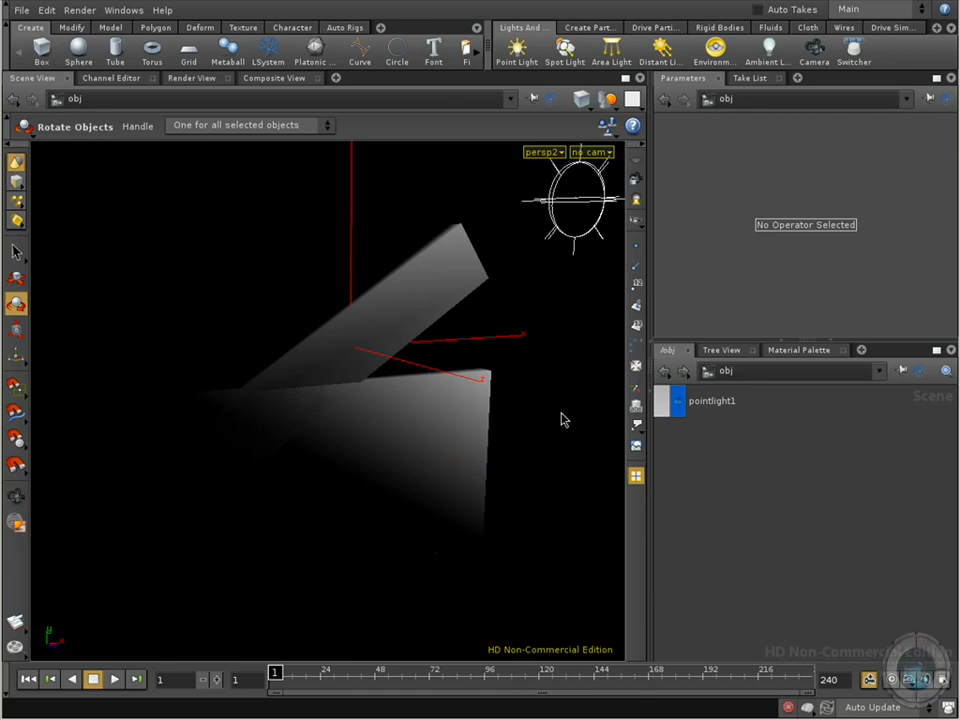 File Edit Render Windows Help Auto Takes Main
Create Modify Model Polygon Deform Texture Character Auto Rigs Lights And ... Create Part... Drive Parti... Rigid Bodies Fluids Cloth Wires Drive Sim...
Box Sphere Tube Torus Grid Metaball LSystem Platonic ... Curve Circle Font Fi Point Light Spot Light Area Light Distant Li... Environm... Ambient L... Camera Switcher
Scene View Channel Editor Render View Composite View Parameters Take List
obj obj
Rotate Objects Handle One for all selected objects
persp2 no cam
No Operator Selected
x
z
/obj Tree View Material Palette
obj
Scene
pointlight1
y
x
HD Non-Commercial Edition HD Non-Commercial Edition
1 1 1 24 48 72 96 120 144 168 192 216 240
Auto Update